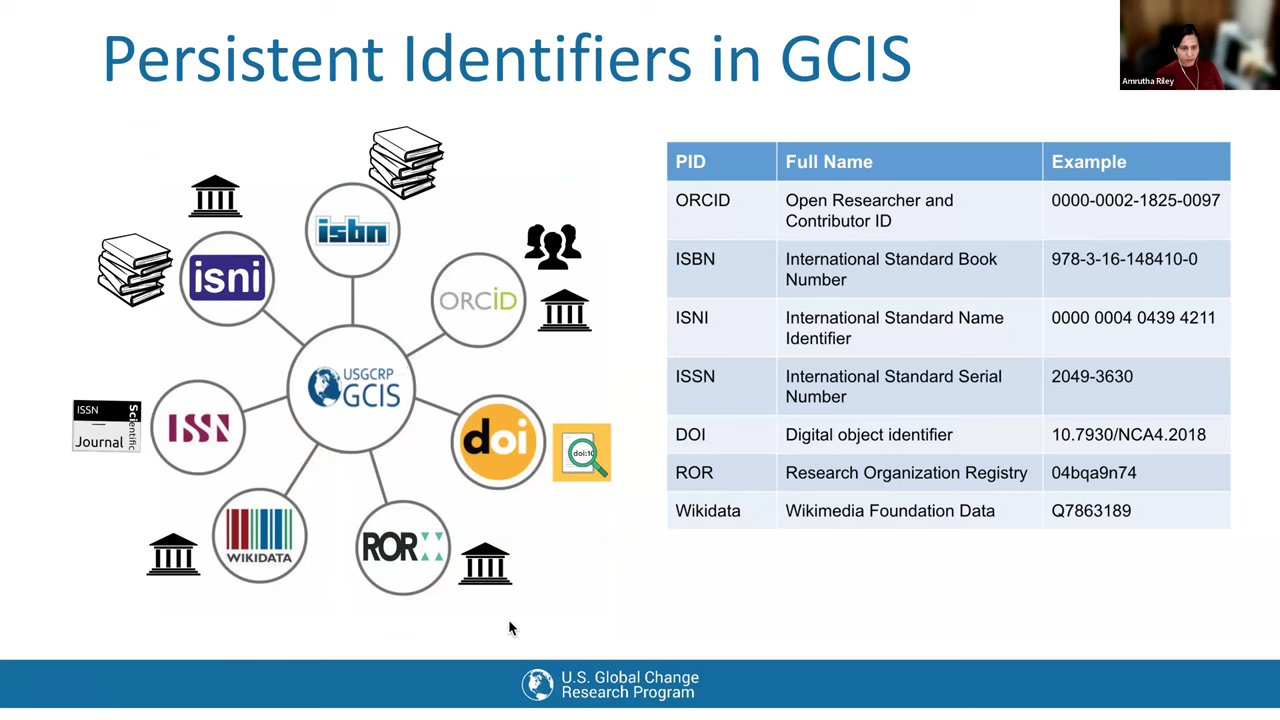 Persistent Identifiers in GCIS
Amrutha Riley
isbn
isni
ORCID
USGCRP
GCIS
ISSN
Scientific
Journal
ISSN
doi
doi:10
WIKIDATA
ROR
PID Full Name Example
ORCID Open Researcher and
Contributor ID 0000-0002-1825-0097
ISBN International Standard Book
Number 978-3-16-148410-0
ISNI International Standard Name
Identifier 0000 0004 0439 4211
ISSN International Standard Serial
Number 2049-3630
DOI Digital object identifier 10.7930/NCA4.2018
ROR Research Organization Registry 04bqa9n74
Wikidata Wikimedia Foundation Data Q7863189
U.S. Global Change
Research Program